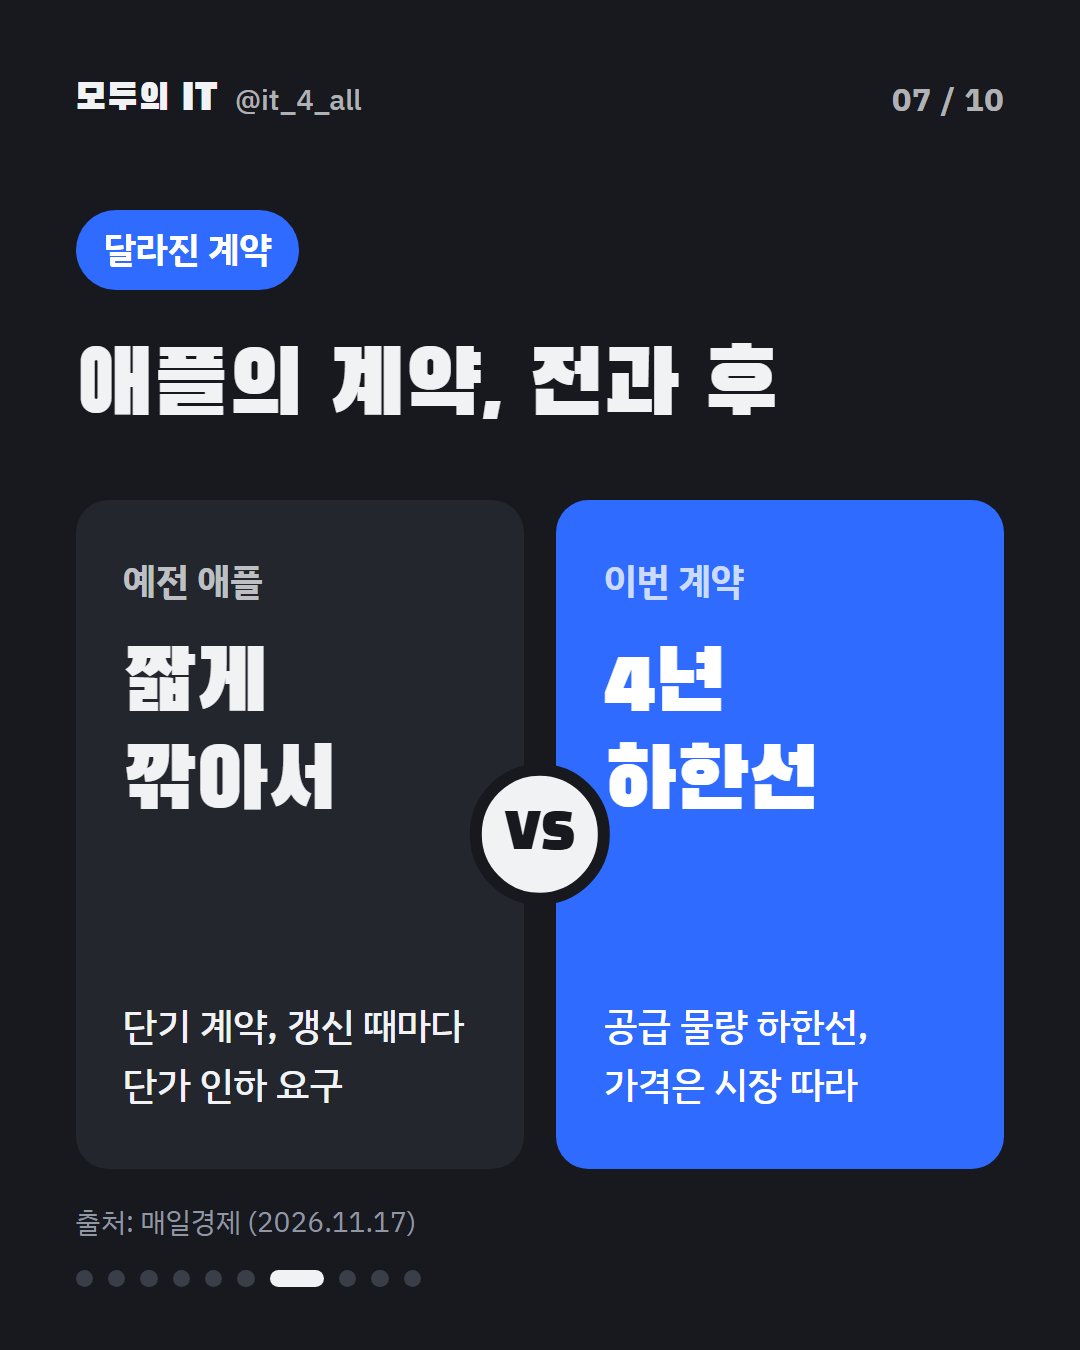 모두의 IT @it_4_all
07 / 10
달라진 계약
애플의 계약, 전과 후
예전 애플
짧게
깎아서
단기 계약, 갱신 때마다
단가 인하 요구
VS
이번 계약
4년
하한선
공급 물량 하한선,
가격은 시장 따라
출처: 매일경제 (2026.11.17)